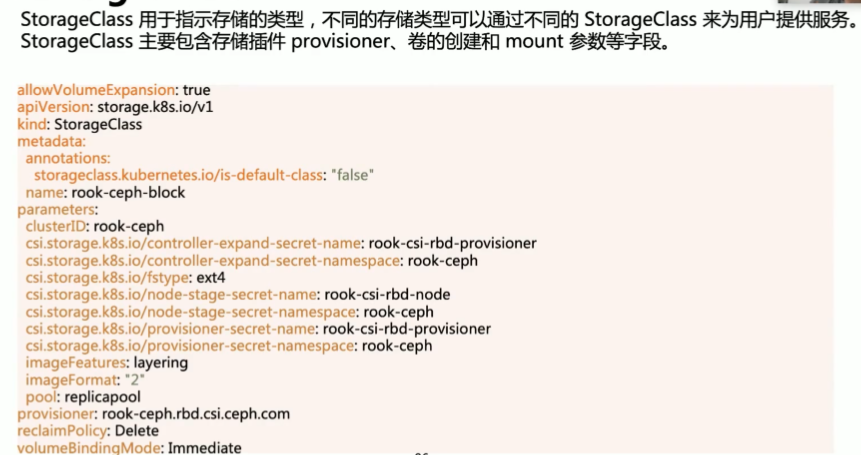 StorageClass 用于指示存储的类型，不同的存储类型可以通过不同的 StorageClass 来为用户提供服务。
StorageClass 主要包含存储插件 provisioner、卷的创建和 mount 参数等字段。
allowVolumeExpansion: true
apiVersion: storage.k8s.io/v1
kind: StorageClass
metadata:
  annotations:
    storageclass.kubernetes.io/is-default-class: "false"
  name: rook-ceph-block
parameters:
  clusterID: rook-ceph
  csi.storage.k8s.io/controller-expand-secret-name: rook-csi-rbd-provisioner
  csi.storage.k8s.io/controller-expand-secret-namespace: rook-ceph
  csi.storage.k8s.io/fstype: ext4
  csi.storage.k8s.io/node-stage-secret-name: rook-csi-rbd-node
  csi.storage.k8s.io/node-stage-secret-namespace: rook-ceph
  csi.storage.k8s.io/provisioner-secret-name: rook-csi-rbd-provisioner
  csi.storage.k8s.io/provisioner-secret-namespace: rook-ceph
  imageFeatures: layering
  imageFormat: "2"
  pool: replicapool
provisioner: rook-ceph.rbd.csi.ceph.com
reclaimPolicy: Delete
volumeBindingMode: Immediate